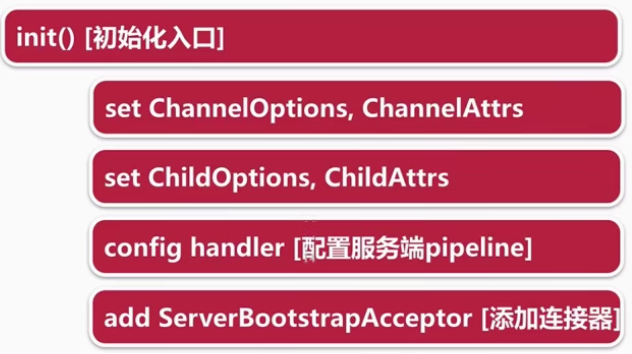 init() [初始化入口]
set ChannelOptions, ChannelAttrs
set ChildOptions, ChildAttrs
config handler [配置服务端pipeline]
add ServerBootstrapAcceptor [添加连接器]